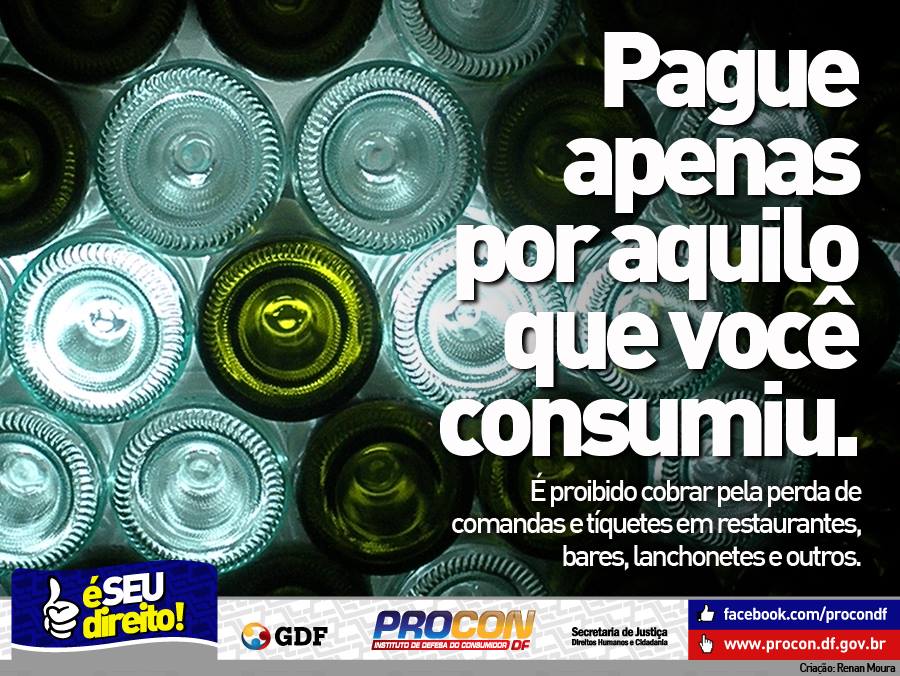 Pague
apenas
por aquilo
que você
consumiu.
É proibido cobrar pela perda de
comandas e tíquetes em restaurantes,
bares, lanchonetes e outros.
é SEU
direito!
GDF
PROCON
INSTITUTO DE DEFESA DO CONSUMIDOR DF
Secretaria de Justiça
Direitos Humanos e Cidadania
facebook.com/procondf
www.procon.df.gov.br
Criação: Renan Moura